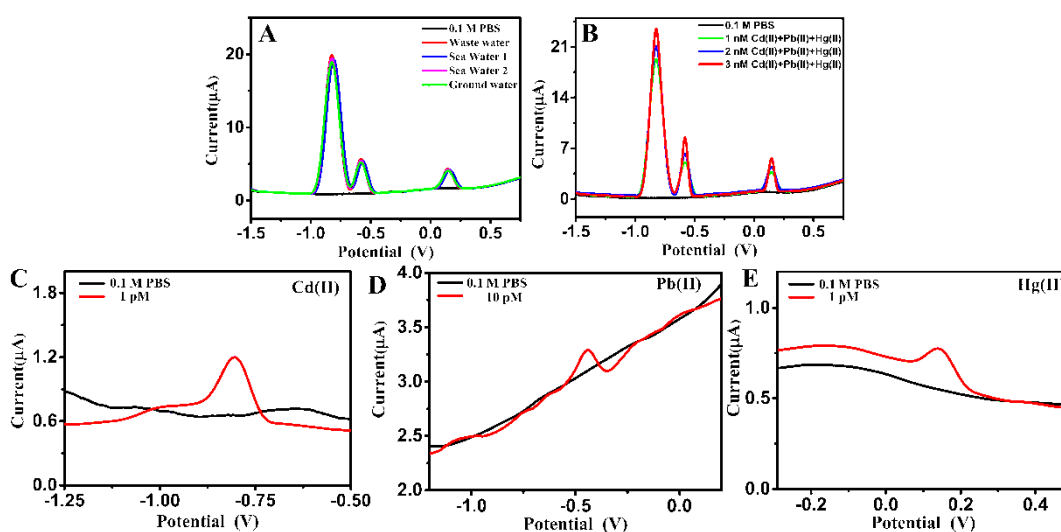 A
0.1 M PBS
Waste water
Sea Water 1
Sea Water 2
Ground water
20
10
0
Current(μA)
-1.5 -1.0 -0.5 0.0 0.5
Potential (V)
B
0.1 M PBS
1 nM Cd(II)+Pb(II)+Hg(II)
2 nM Cd(II)+Pb(II)+Hg(II)
3 nM Cd(II)+Pb(II)+Hg(II)
21
14
7
0
Current(μA)
-1.5 -1.0 -0.5 0.0 0.5
Potential (V)
C
0.1 M PBS
1 pM
Cd(II)
1.8
1.2
0.6
0.0
Current(μA)
-1.25 -1.00 -0.75 -0.50
Potential (V)
D
0.1 M PBS
10 pM
Pb(II)
4.0
3.5
3.0
2.5
2.0
Current(μA)
-1.0 -0.5 0.0
Potential (V)
E
0.1 M PBS
1 pM
Hg(II
1.0
0.5
0.0
Current(μA)
-0.2 0.0 0.2 0.4
Potential (V)